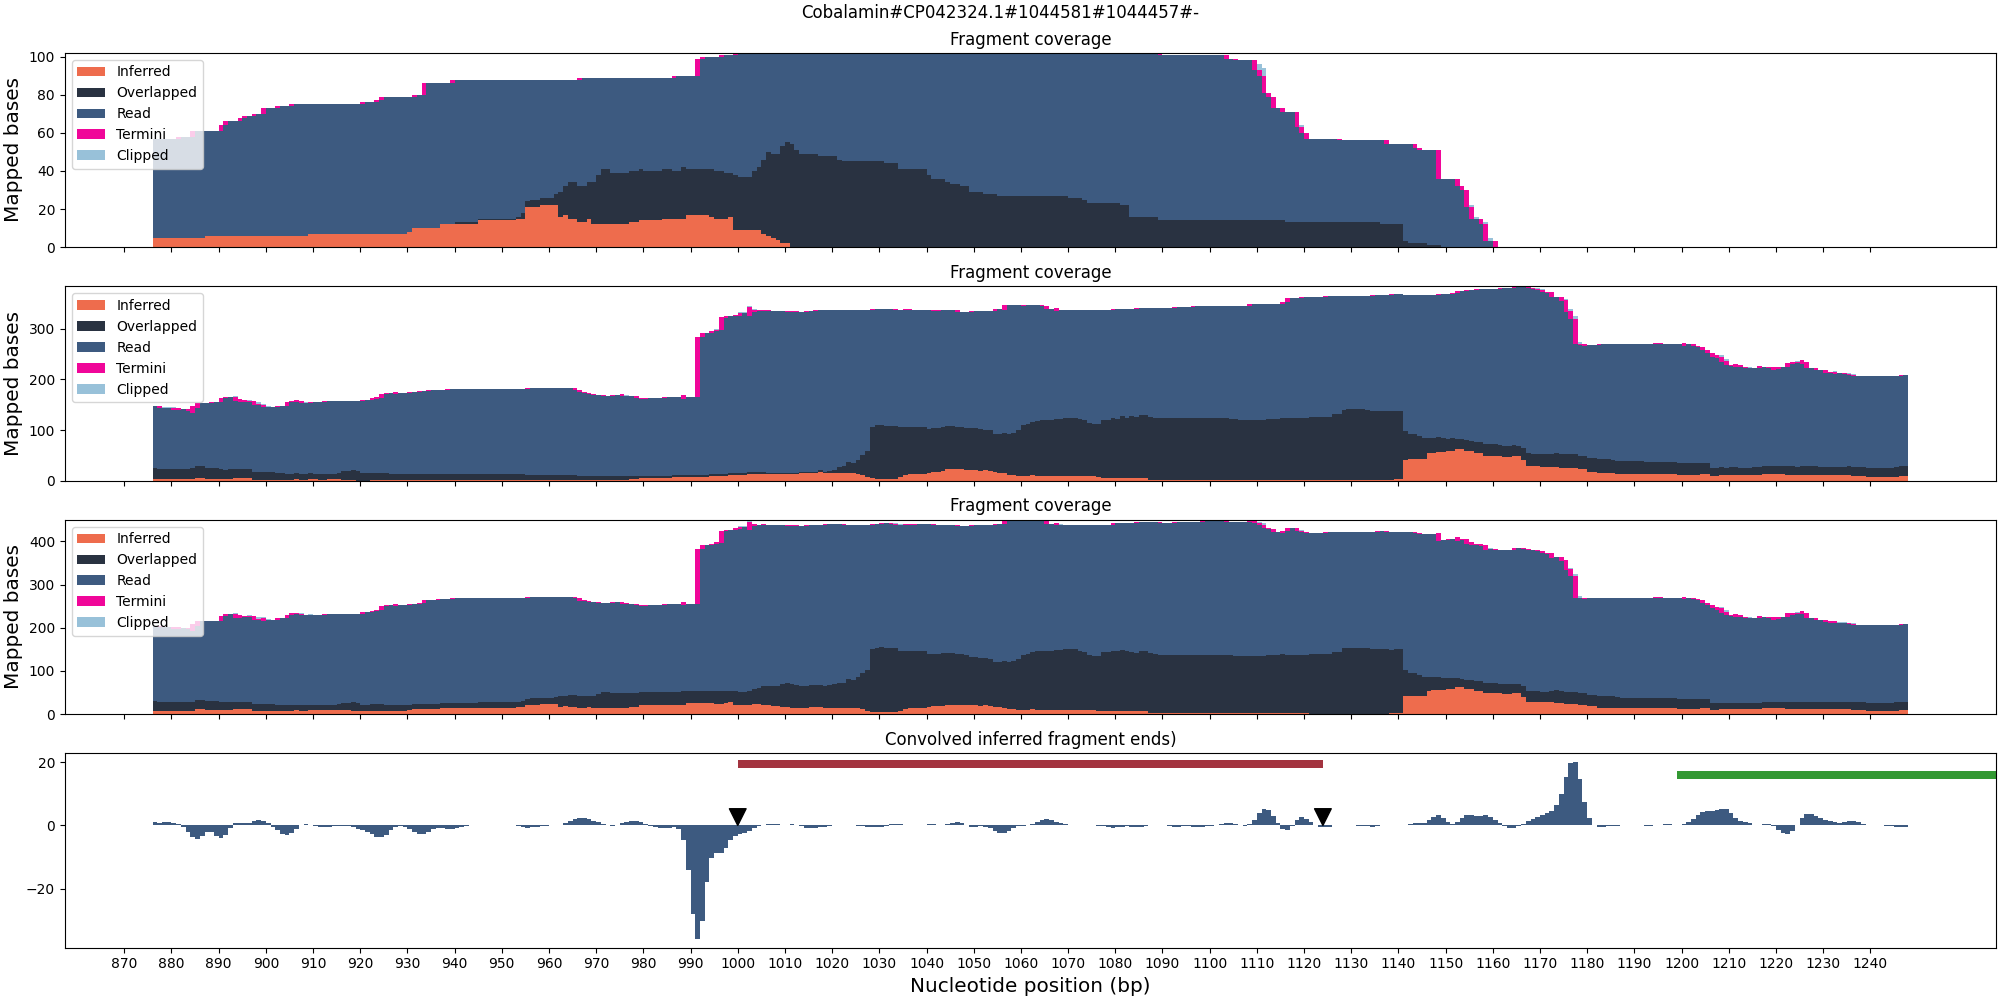 Cobalamin#CP042324.1#1044581#1044457#-
Fragment coverage
Mapped bases
100
80
60
40
20
0
Inferred
Overlapped
Read
Termini
Clipped
Fragment coverage
Mapped bases
300
200
100
0
Inferred
Overlapped
Read
Termini
Clipped
Fragment coverage
Mapped bases
400
300
200
100
0
Inferred
Overlapped
Read
Termini
Clipped
Convolved inferred fragment ends)
20
0
−20
870 880 890 900 910 920 930 940 950 960 970 980 990 1000 1010 1020 1030 1040 1050 1060 1070 1080 1090 1100 1110 1120 1130 1140 1150 1160 1170 1180 1190 1200 1210 1220 1230 1240
Nucleotide position (bp)